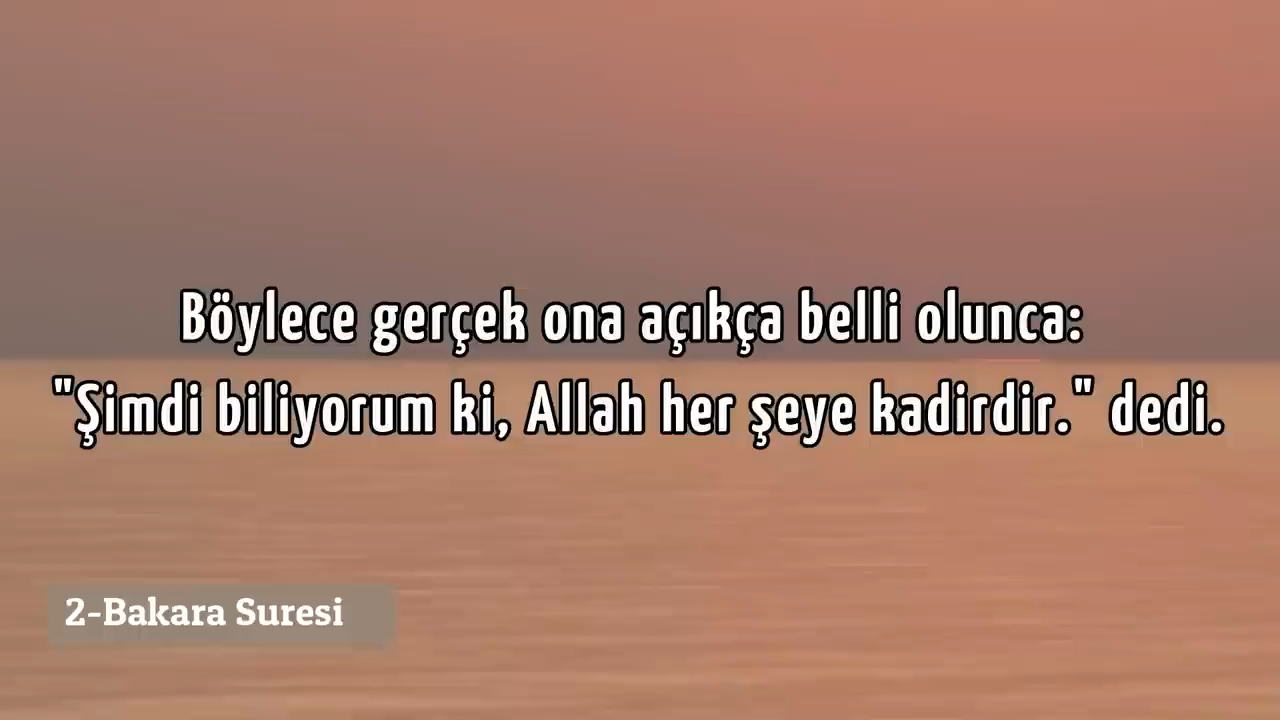 Böylece gerçek ona açıkça belli olunca:
"Şimdi biliyorum ki, Allah her şeye kadirdir." dedi.
2-Bakara Suresi